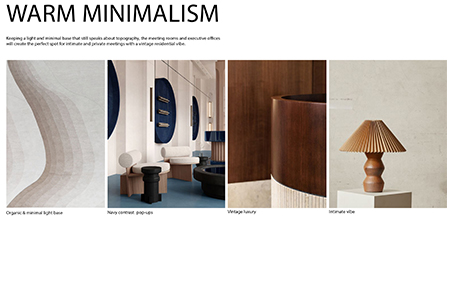 WARM MINIMALISM
Keeping a light and minimal base that still speaks about topography, the meeting rooms and executive offices
will create the perfect spot for intimate and private meetings with a vintage residential vibe.
Organic & minimal light base
Navy contrast pop-ups
Vintage luxury
Intimate vibe